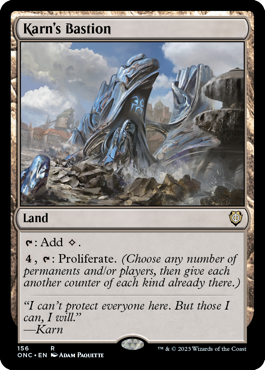 Karn's Bastion
Land
: Add .
4, : Proliferate. (Choose any number of
permanents and/or players, then give each
another counter of each kind already there.)
“I can't protect everyone here. But those I
can, I will.”
—Karn
156 R
ONC • EN Adam Paquette
™ & © 2023 Wizards of the Coast